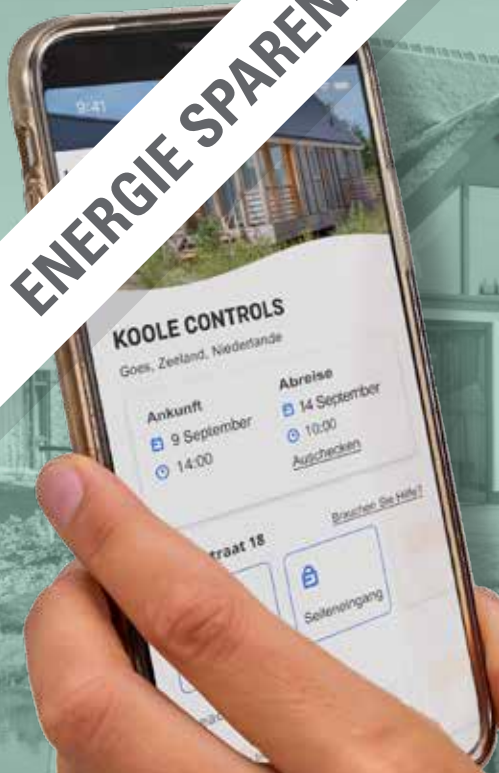 ENERGIE SPAREN
9:41
KOOLE CONTROLS
Goes, Zeeland, Niederlande
Ankunft
9 September
14:00
Abreise
14 September
10:00
Auschecken
traat 18
Brauchen Sie Hilfe?
Seiteneingang